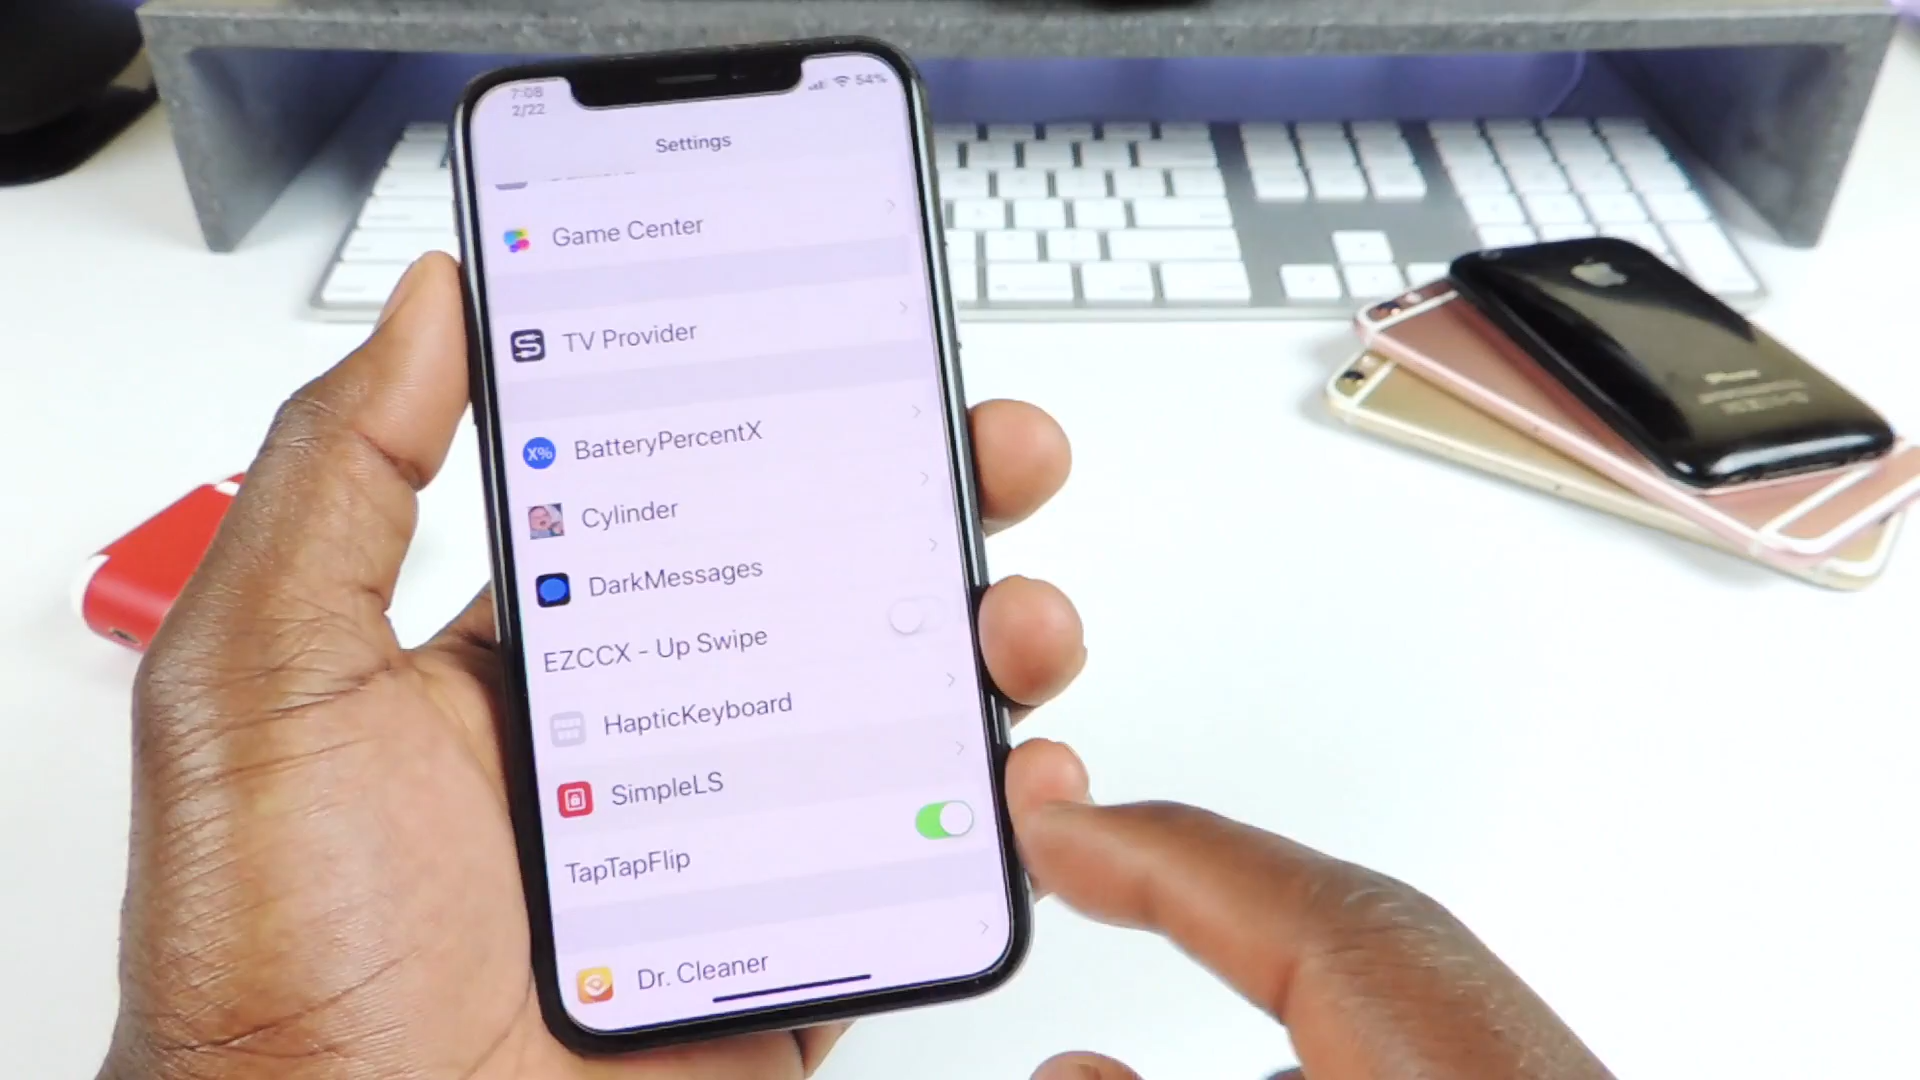 7:08
2/22
54%
Settings
Game Center
TV Provider
X%
BatteryPercentX
Cylinder
DarkMessages
EZCCX - Up Swipe
HapticKeyboard
SimpleLS
TapTapFlip
Dr. Cleaner
iPhone